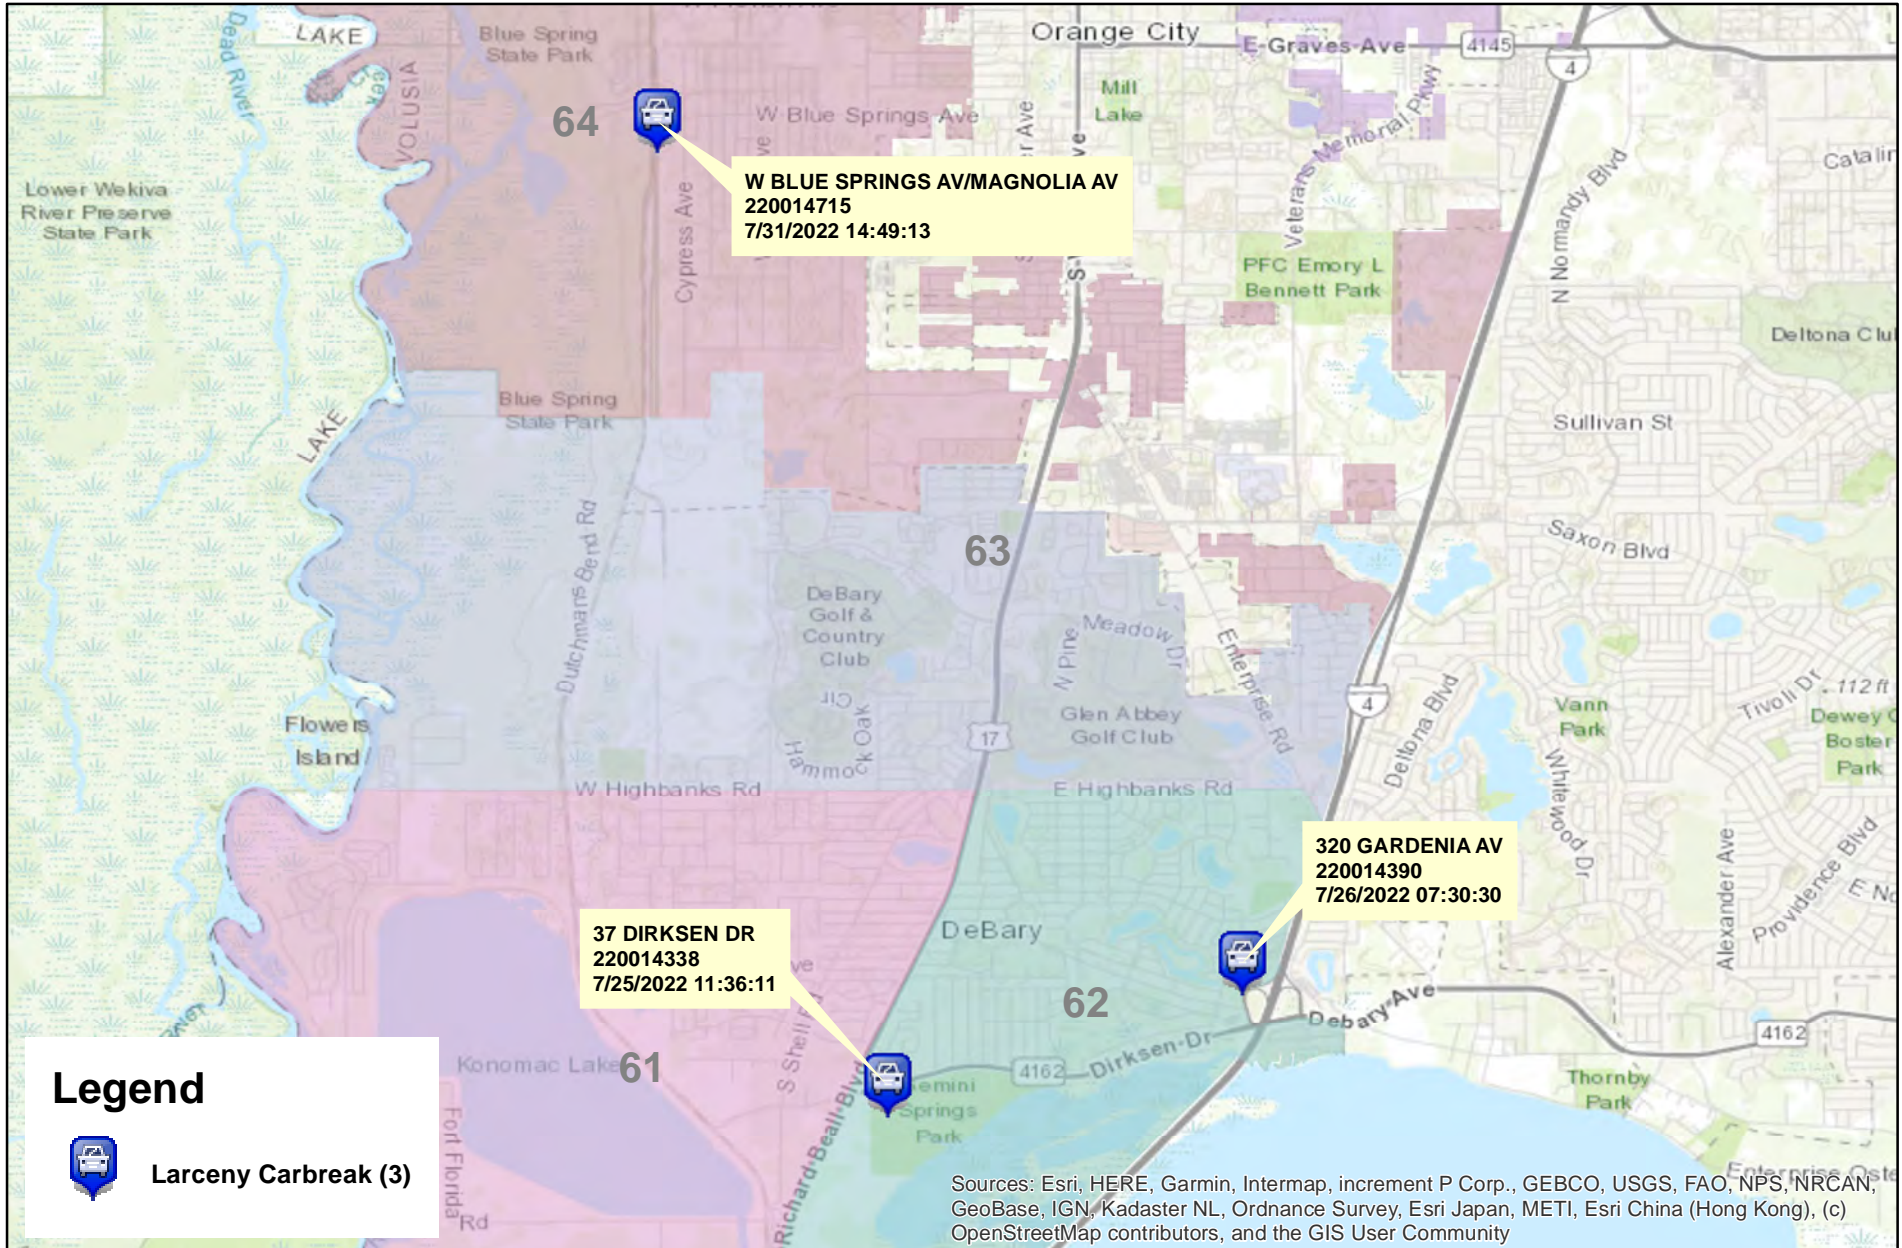 LAKE
Dead River
Creek
VOLUSIA
Blue Spring
State Park
Orange City
E Graves Ave
4145
4
Mill
Lake
64
W Blue Springs Ave
Veterans Memorial Pkwy
N Normandy Blvd
Lower Wekiva
River Preserve
State Park
Cypress Ave
W BLUE SPRINGS AV/MAGNOLIA AV
220014715
7/31/2022 14:49:13
PFC Emory L
Bennett Park
Blue Spring
State Park
LAKE
Sullivan St
Saxon Blvd
63
Dutchmans Bend Rd
DeBary
Golf &
Country
Club
N Pine
Meadow Dr
Enterprise Rd
Hammock Oak
Cir
17
Glen Abbey
Golf Club
4
Deltona Blvd
Vann
Park
Tivoli Dr
112 ft
Boster
Park
Flowers
Island
W Highbanks Rd
E Highbanks Rd
Whitewood Dr
Alexander Ave
Providence Blvd
320 GARDENIA AV
220014390
7/26/2022 07:30:30
37 DIRKSEN DR
220014338
7/25/2022 11:36:11
DeBary
62
Debary Ave
4162
Dirksen Dr
4162
Konomac Lake
61
Springs
Park
Thornby
Park
Fort Florida
Rd
Richard Beall Blvd
Legend
Larceny Carbreak (3)
Sources: Esri, HERE, Garmin, Intermap, increment P Corp., GEBCO, USGS, FAO, NPS, NRCAN,
GeoBase, IGN, Kadaster NL, Ordnance Survey, Esri Japan, METI, Esri China (Hong Kong), (c)
OpenStreetMap contributors, and the GIS User Community